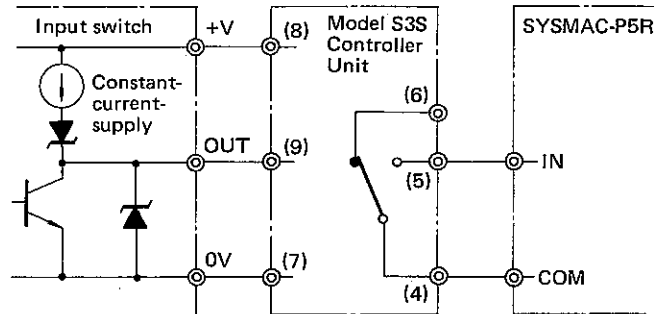 Input switch
+V
(8)
Model S3S
Controller
Unit
SYSMAC-P5R
Constant-
current-
supply
(6)
OUT
(9)
(5)
IN
0V
(7)
(4)
COM